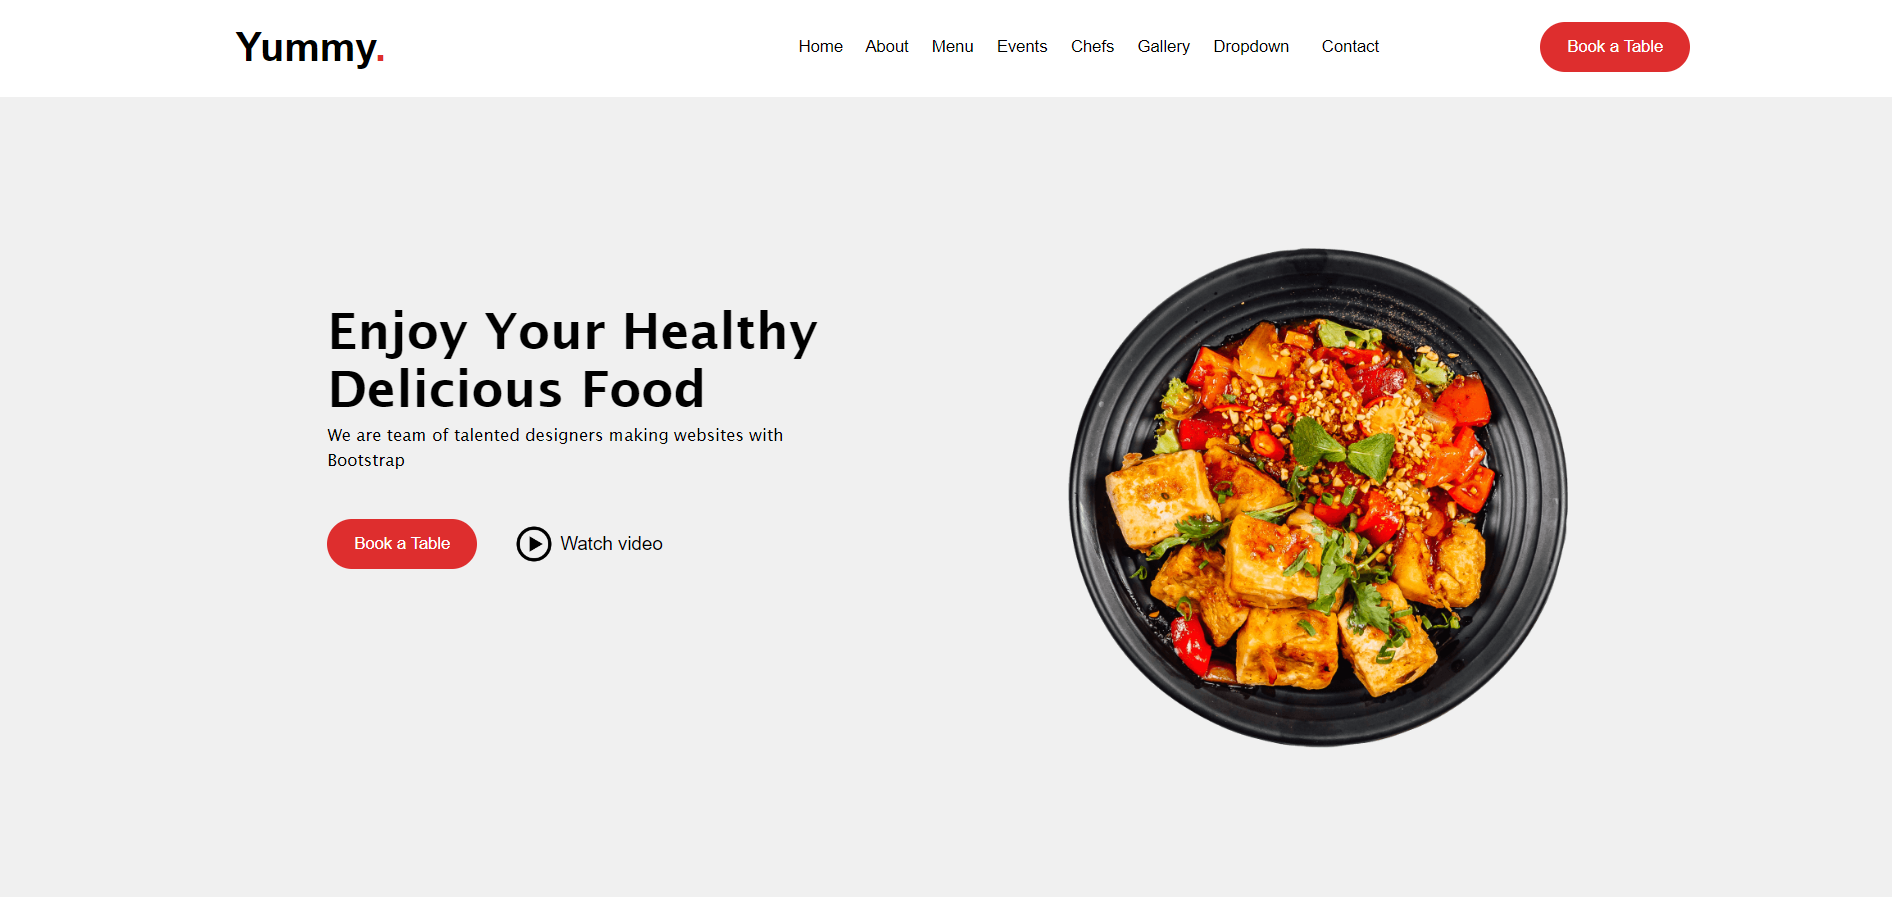 Yummy.
Home About Menu Events Chefs Gallery Dropdown Contact
Book a Table
Enjoy Your Healthy
Delicious Food
We are team of talented designers making websites with
Bootstrap
Book a Table
Watch video